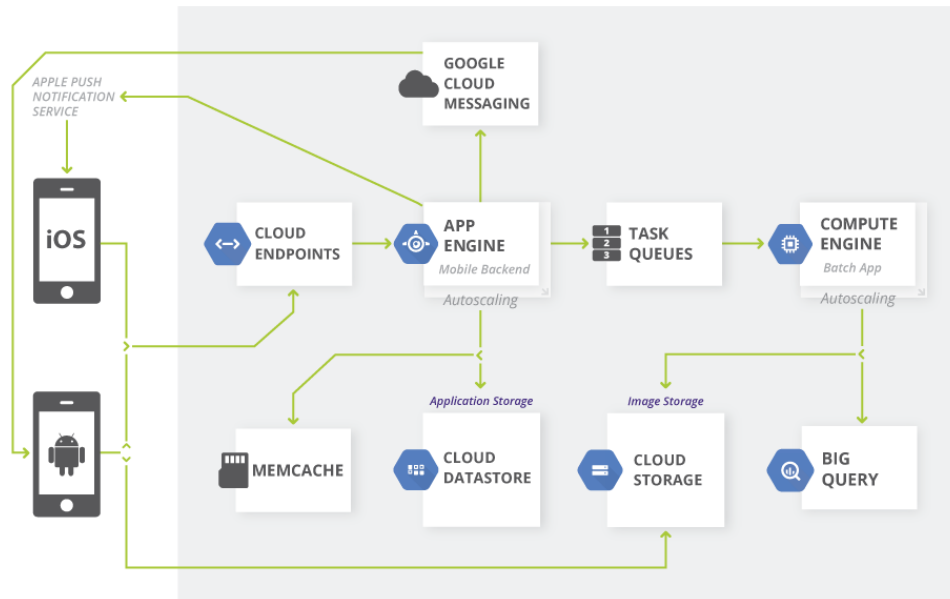 GOOGLE
CLOUD
MESSAGING
APPLE PUSH
NOTIFICATION
SERVICE
iOS
CLOUD
ENDPOINTS
APP
ENGINE
Mobile Backend
Autoscaling
1
2
3
TASK
QUEUES
COMPUTE
ENGINE
Batch App
Autoscaling
Application Storage
Image Storage
MEMCACHE
CLOUD
DATASTORE
CLOUD
STORAGE
BIG
QUERY